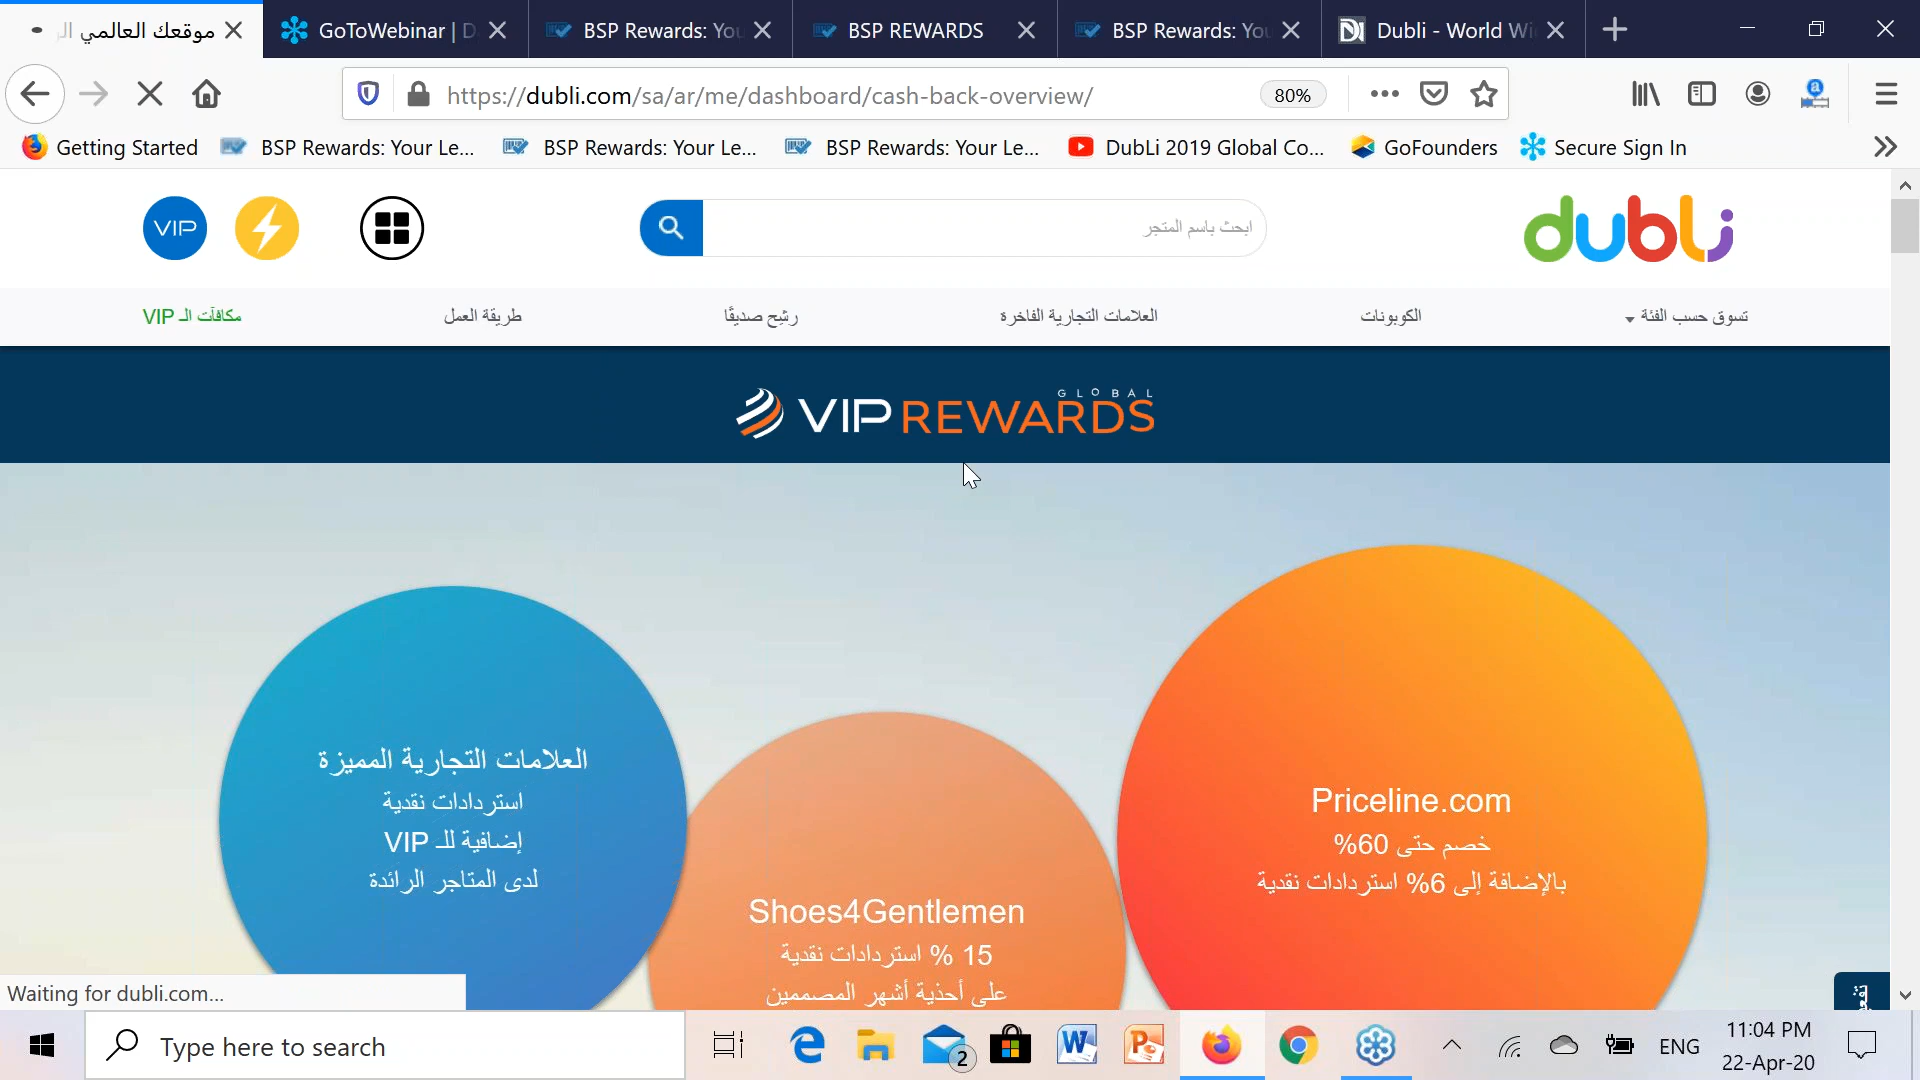 موقعك العالمي
GoToWebinar | D
BSP Rewards: You
BSP REWARDS
BSP Rewards: Yo
Dubli - World Wi
https://dubli.com/sa/ar/me/dashboard/cash-back-overview/
80%
Getting Started
BSP Rewards: Your Le...
BSP Rewards: Your Le...
BSP Rewards: Your Le...
DubLi 2019 Global Co...
GoFounders
Secure Sign In
VIP
ابحث باسم المتجر
dubli
تسوق حسب الفئة
الكوبونات
العلامات التجارية الفاخرة
رشِّح صديقًا
طريقة العمل
مكافآت الـ VIP
GLOBAL
VIP REWARDS
Priceline.com
خصم حتى 60%
بالإضافة إلى 6% استردادات نقدية
العلامات التجارية المميزة
استردادات نقدية
إضافية للـ VIP
لدى المتاجر الرائدة
Shoes4Gentlemen
15 % استردادات نقدية
على أحذية أشهر المصممين
Waiting for dubli.com...
Type here to search
2
ENG
11:04 PM
22-Apr-20